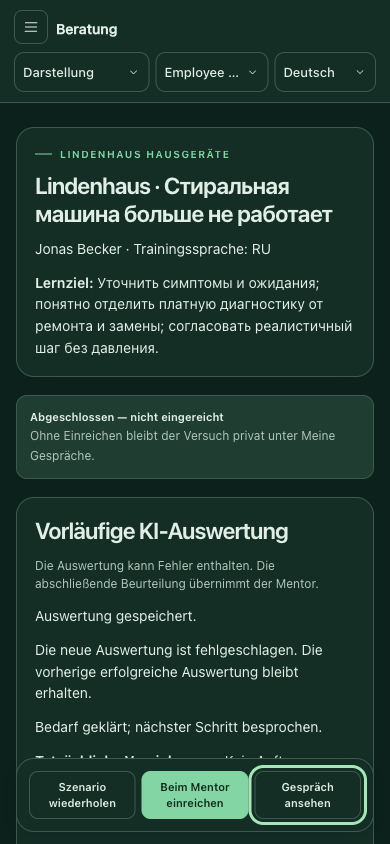 Beratung
Darstellung
Employee ...
Deutsch
LINDENHAUS HAUSGERÄTE
Lindenhaus · Стиральная
машина больше не работает
Jonas Becker · Trainingssprache: RU
Lernziel: Уточнить симптомы и ожидания;
понятно отделить платную диагностику от
ремонта и замены; согласовать реалистичный
шаг без давления.
Abgeschlossen — nicht eingereicht
Ohne Einreichen bleibt der Versuch privat unter Meine
Gespräche.
Vorläufige KI-Auswertung
Die Auswertung kann Fehler enthalten. Die
abschließende Beurteilung übernimmt der Mentor.
Auswertung gespeichert.
Die neue Auswertung ist fehlgeschlagen. Die
vorherige erfolgreiche Auswertung bleibt
erhalten.
Bedarf geklärt; nächster Schritt besprochen.
Szenario
wiederholen
Beim Mentor
einreichen
Gespräch
ansehen